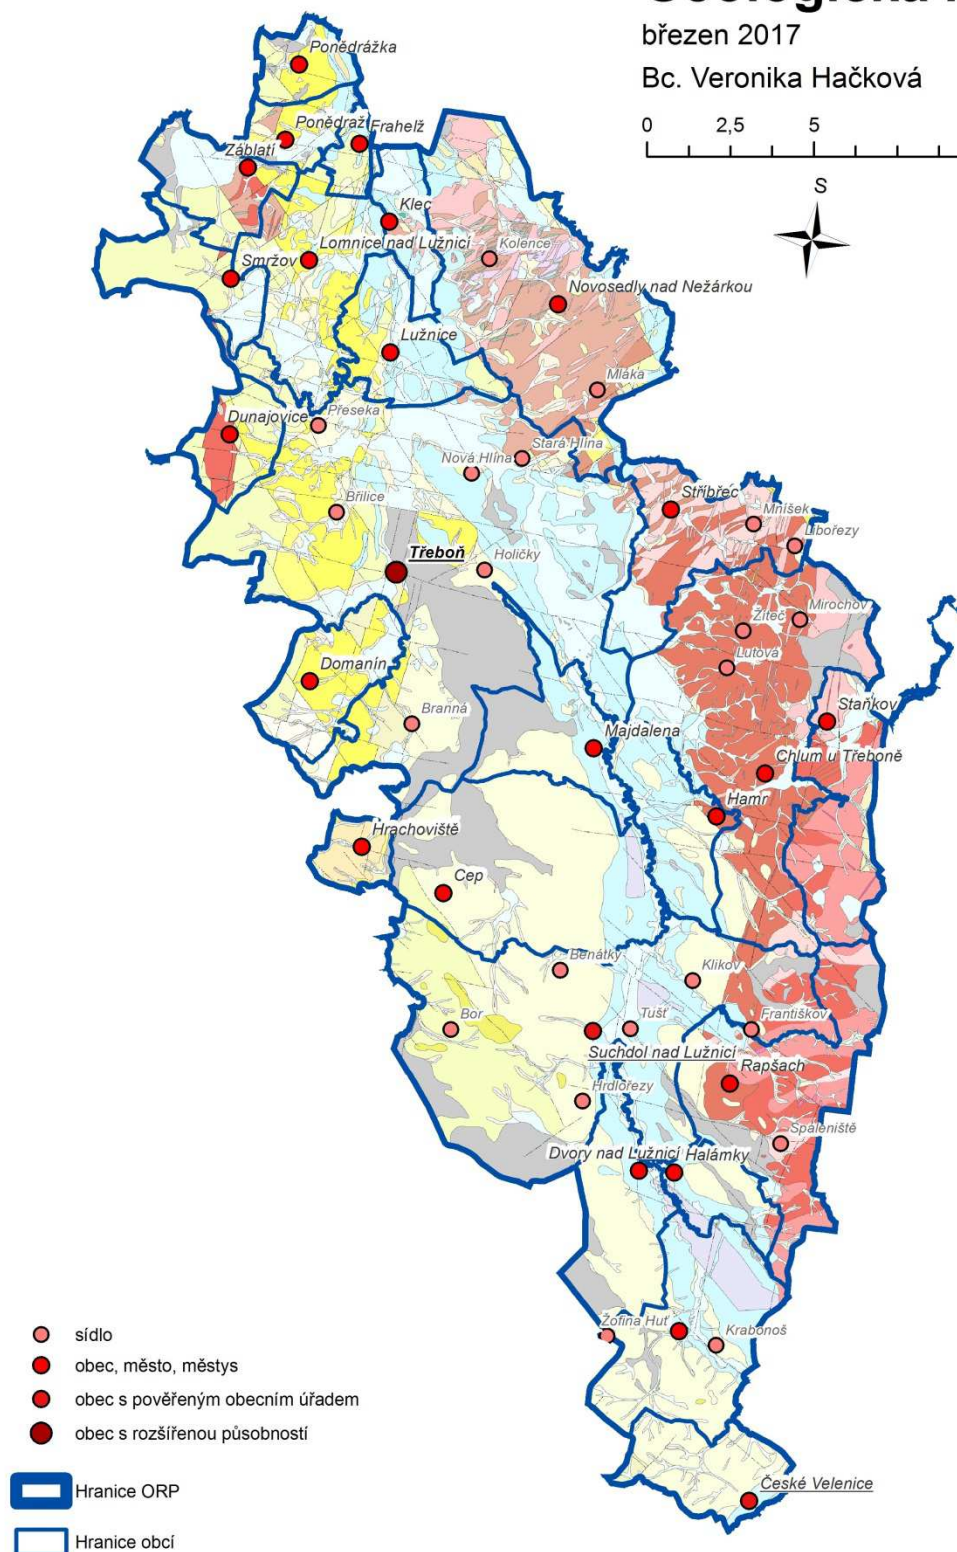 březen 2017
Bc. Veronika Hačková
0 2,5 5
S
Ponědrážka
Ponědraž
Frahelž
Záblatí
Klec
Kolence
Lomnice nad Lužnicí
Smržov
Novosedly nad Nežárkou
Lužnice
Mláka
Dunajovice
Přeseka
Stará Hlína
Nová Hlína
Břilice
Stříbřec
Mníšek
Libořezy
Třeboň
Holičky
Mirochov
Žíteč
Lutová
Domanín
Branná
Staňkov
Majdalena
Chlum u Třeboně
Hamr
Hrachoviště
Cep
Benátky
Klikov
Bor
Tušť
Františkov
Suchdol nad Lužnicí
Rapšach
Hrdlořezy
Spáleniště
Dvory nad Lužnicí
Halámky
Žofina Huť
Krabonoš
České Velenice
sídlo
obec, město, městys
obec s pověřeným obecním úřadem
obec s rozšířenou působností
Hranice ORP
Hranice obcí